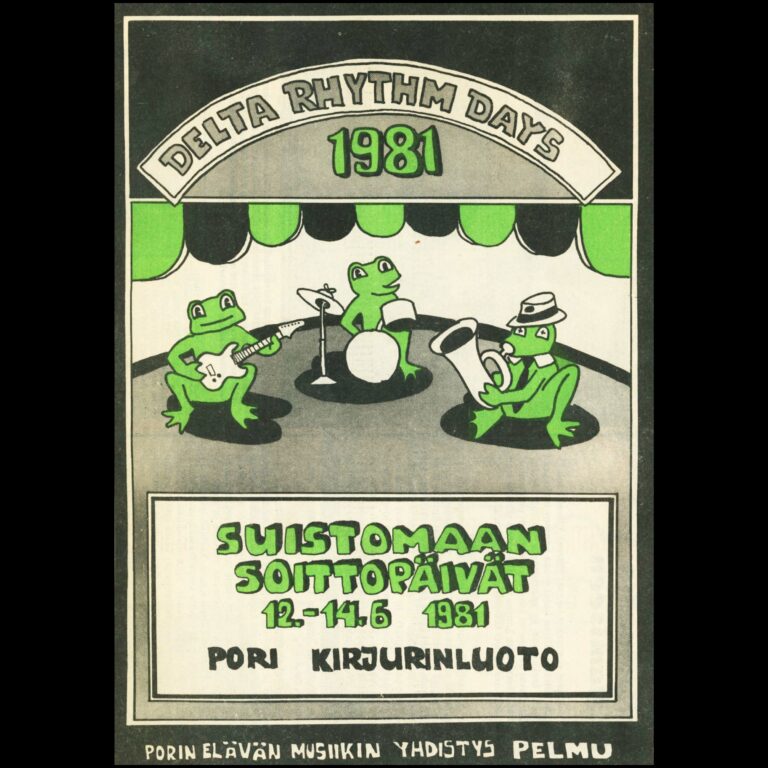 DELTA RHYTHM DAYS
1981
SUISTOMAAN
SOITTOPÄIVÄT
12.-14.6 1981
PORI KIRJURINLUOTO
PORIN ELÄVÄN MUSIIKIN YHDISTYS PELMU